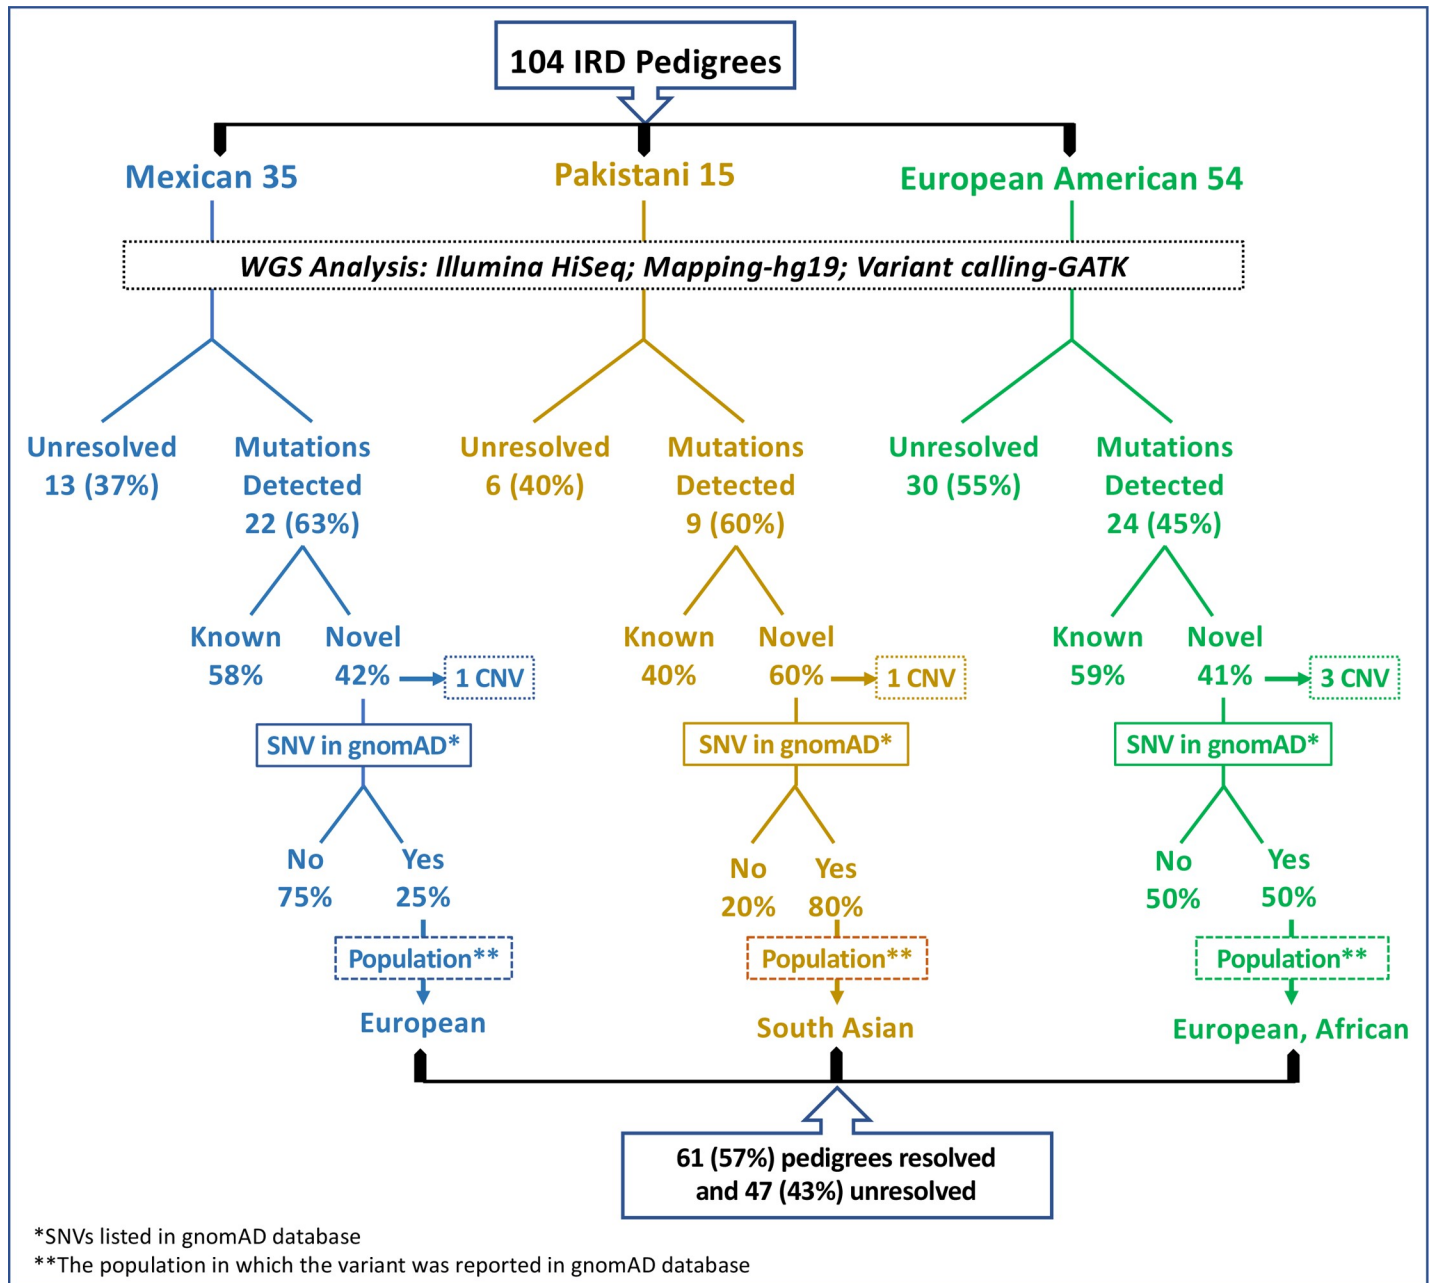 104 IRD Pedigrees
Mexican 35
Pakistani 15
European American 54
WGS Analysis: Illumina HiSeq; Mapping-hg19; Variant calling-GATK
Unresolved
13 (37%)
Mutations
Detected
22 (63%)
Unresolved
6 (40%)
Mutations
Detected
9 (60%)
Unresolved
30 (55%)
Mutations
Detected
24 (45%)
Known
58%
Novel
42%
1 CNV
Known
40%
Novel
60%
1 CNV
Known
59%
Novel
41%
3 CNV
SNV in gnomAD*
SNV in gnomAD*
SNV in gnomAD*
No
75%
Yes
25%
No
20%
Yes
80%
No
50%
Yes
50%
Population**
Population**
Population**
European
South Asian
European, African
61 (57%) pedigrees resolved
and 47 (43%) unresolved
*SNVs listed in gnomAD database
**The population in which the variant was reported in gnomAD database